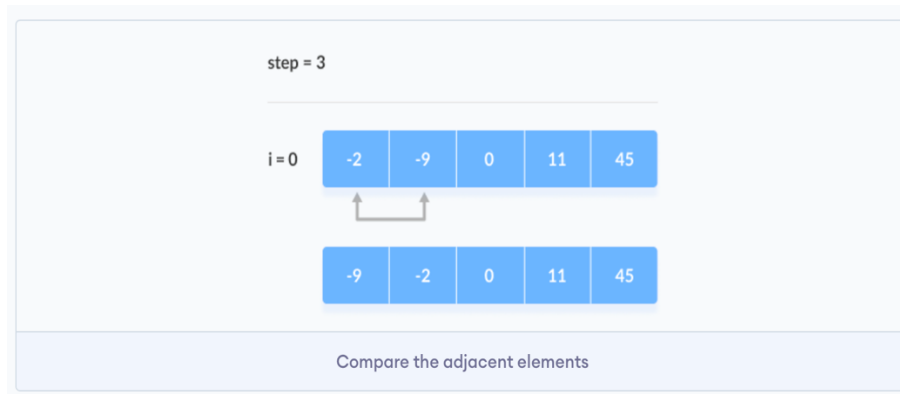 step = 3
i = 0 -2 -9 0 11 45
-9 -2 0 11 45
Compare the adjacent elements